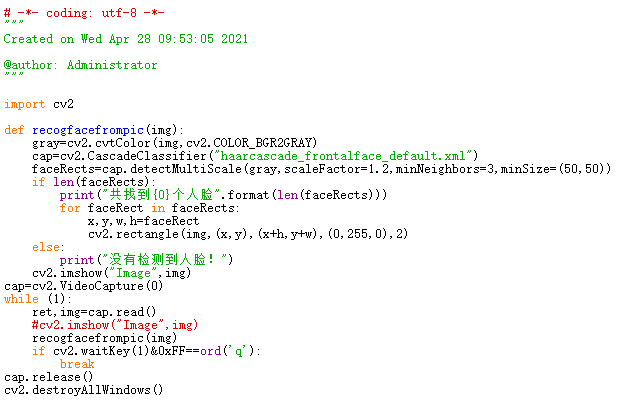 # -*- coding: utf-8 -*-
"""
Created on Wed Apr 28 09:53:05 2021

@author: Administrator
"""

import cv2

def recogfacefrompic(img):
    gray=cv2.cvtColor(img,cv2.COLOR_BGR2GRAY)
    cap=cv2.CascadeClassifier("haarcascade_frontalface_default.xml")
    faceRects=cap.detectMultiScale(gray,scaleFactor=1.2,minNeighbors=3,minSize=(50,50))
    if len(faceRects):
        print("共找到{0}个人脸".format(len(faceRects)))
        for faceRect in faceRects:
            x,y,w,h=faceRect
            cv2.rectangle(img,(x,y),(x+h,y+w),(0,255,0),2)
    else:
        print("没有检测到人脸！")
    cv2.imshow("Image",img)
cap=cv2.VideoCapture(0)
while (1):
    ret,img=cap.read()
    #cv2.imshow("Image",img)
    recogfacefrompic(img)
    if cv2.waitKey(1)&0xFF==ord('q'):
        break
cap.release()
cv2.destroyAllWindows()